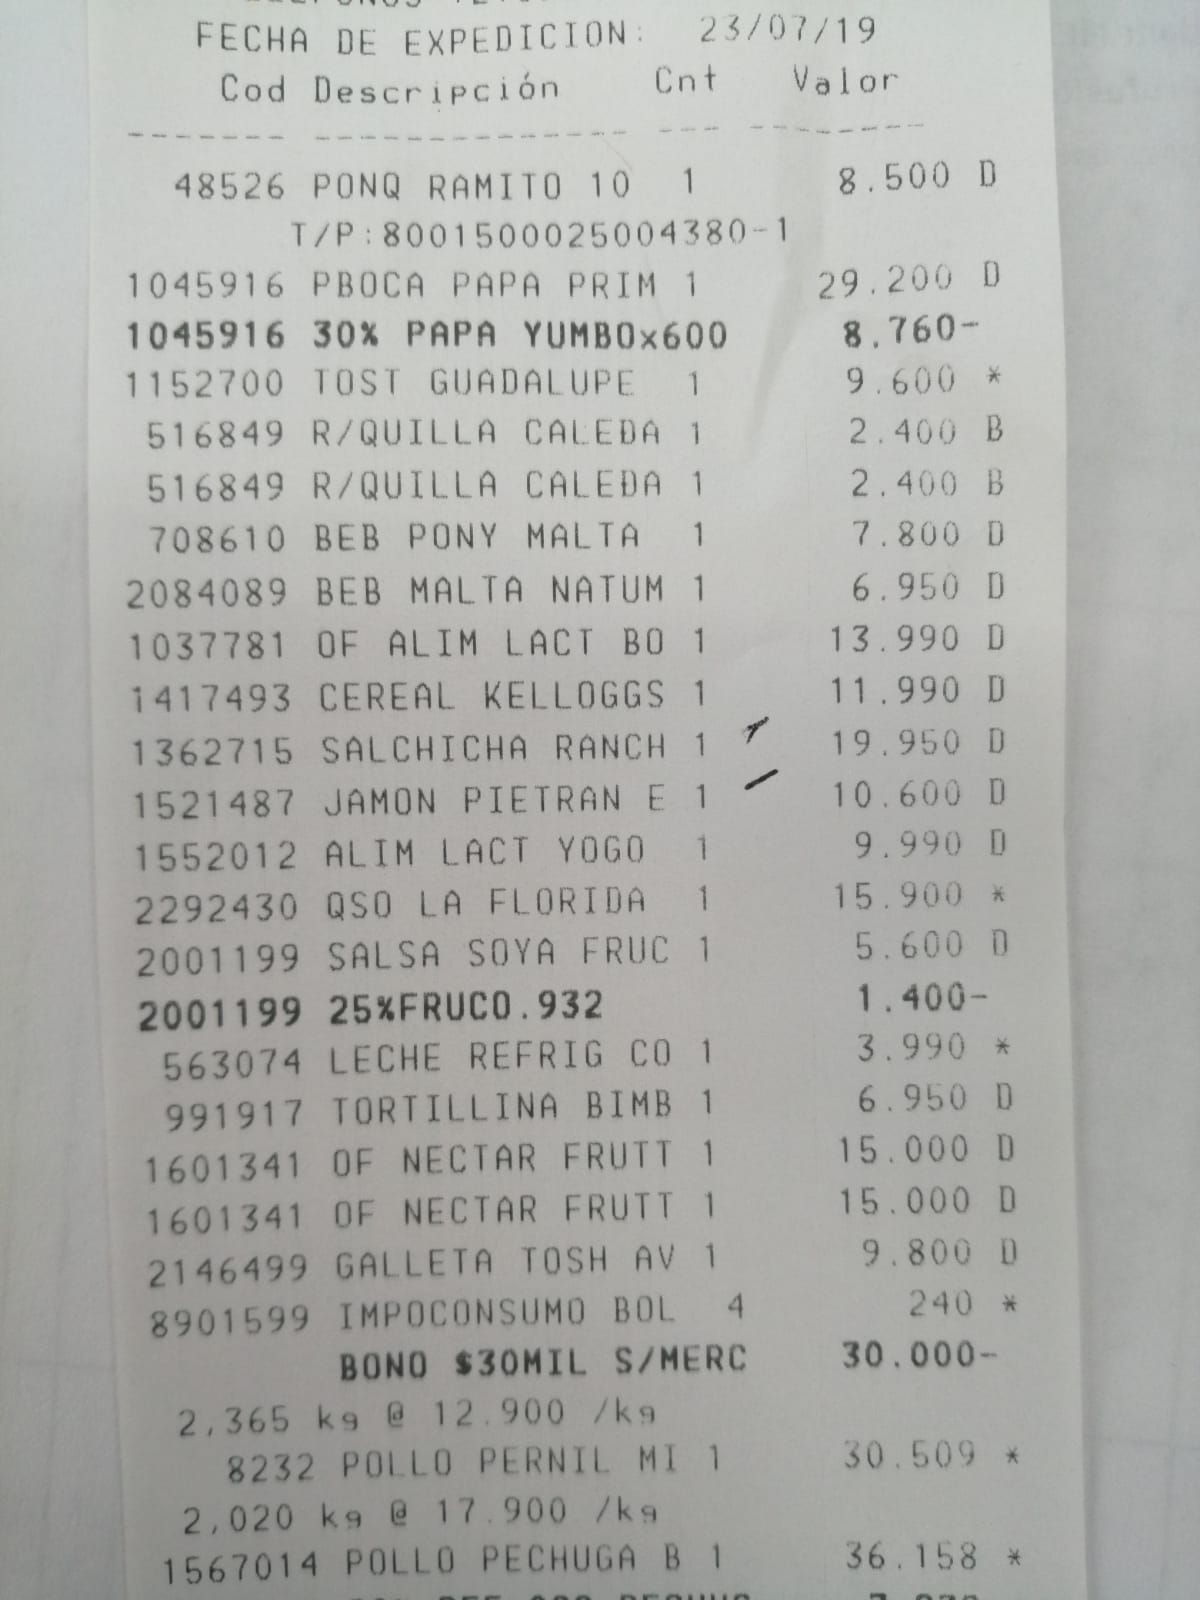 FECHA DE EXPEDICION: 23/07/19
Cod Descripción Cnt Valor
------- -------------- --- --------
48526 PONQ RAMITO 10 1 8.500 D
T/P:8001500025004380-1
1045916 PBOCA PAPA PRIM 1 29.200 D
1045916 30% PAPA YUMBOx600 8.760-
1152700 TOST GUADALUPE 1 9.600 *
516849 R/QUILLA CALEDA 1 2.400 B
516849 R/QUILLA CALEDA 1 2.400 B
708610 BEB PONY MALTA 1 7.800 D
2084089 BEB MALTA NATUM 1 6.950 D
1037781 OF ALIM LACT BO 1 13.990 D
1417493 CEREAL KELLOGGS 1 11.990 D
1362715 SALCHICHA RANCH 1 19.950 D
1521487 JAMON PIETRAN E 1 10.600 D
1552012 ALIM LACT YOGO 1 9.990 D
2292430 QSO LA FLORIDA 1 15.900 *
2001199 SALSA SOYA FRUC 1 5.600 D
2001199 25%FRUCO.932 1.400-
563074 LECHE REFRIG CO 1 3.990 *
991917 TORTILLINA BIMB 1 6.950 D
1601341 OF NECTAR FRUTT 1 15.000 D
1601341 OF NECTAR FRUTT 1 15.000 D
2146499 GALLETA TOSH AV 1 9.800 D
8901599 IMPOCONSUMO BOL 4 240 *
BONO $30MIL S/MERC 30.000-
2,365 kg @ 12.900 /kg
8232 POLLO PERNIL MI 1 30.509 *
2,020 kg @ 17.900 /kg
1567014 POLLO PECHUGA B 1 36.158 *